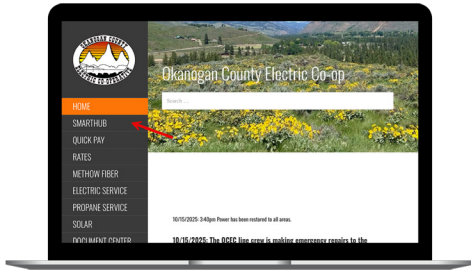 OKANOGAN COUNTY
ELECTRIC CO-OPERATIVE
Okanogan County Electric Co-op
Search ...
HOME
SMARTHUB
QUICK PAY
RATES
METHOW FIBER
ELECTRIC SERVICE
PROPANE SERVICE
SOLAR
DOCUMENT CENTER
10/15/2025: 3:40pm Power has been restored to all areas.
10/15/2025: The OCEC line crew is making emergency repairs to the